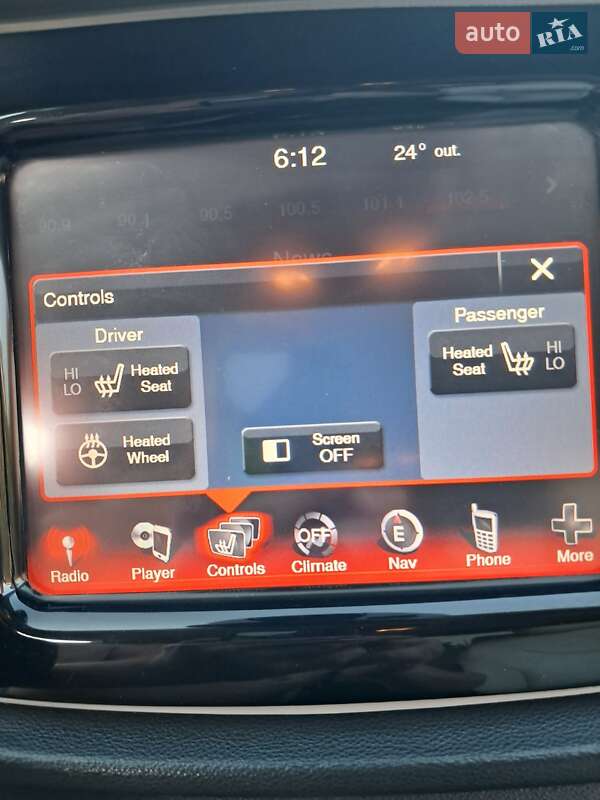 auto RIA.com
6:12 24° out.
90.9 90.1 90.5 100.5 101.1 102.5
News
Controls
Driver
Passenger
HI
LO
Heated
Seat
Heated
Seat
HI
LO
Heated
Wheel
Screen
OFF
OFF
E
Radio
Player
Controls
Climate
Nav
Phone
More